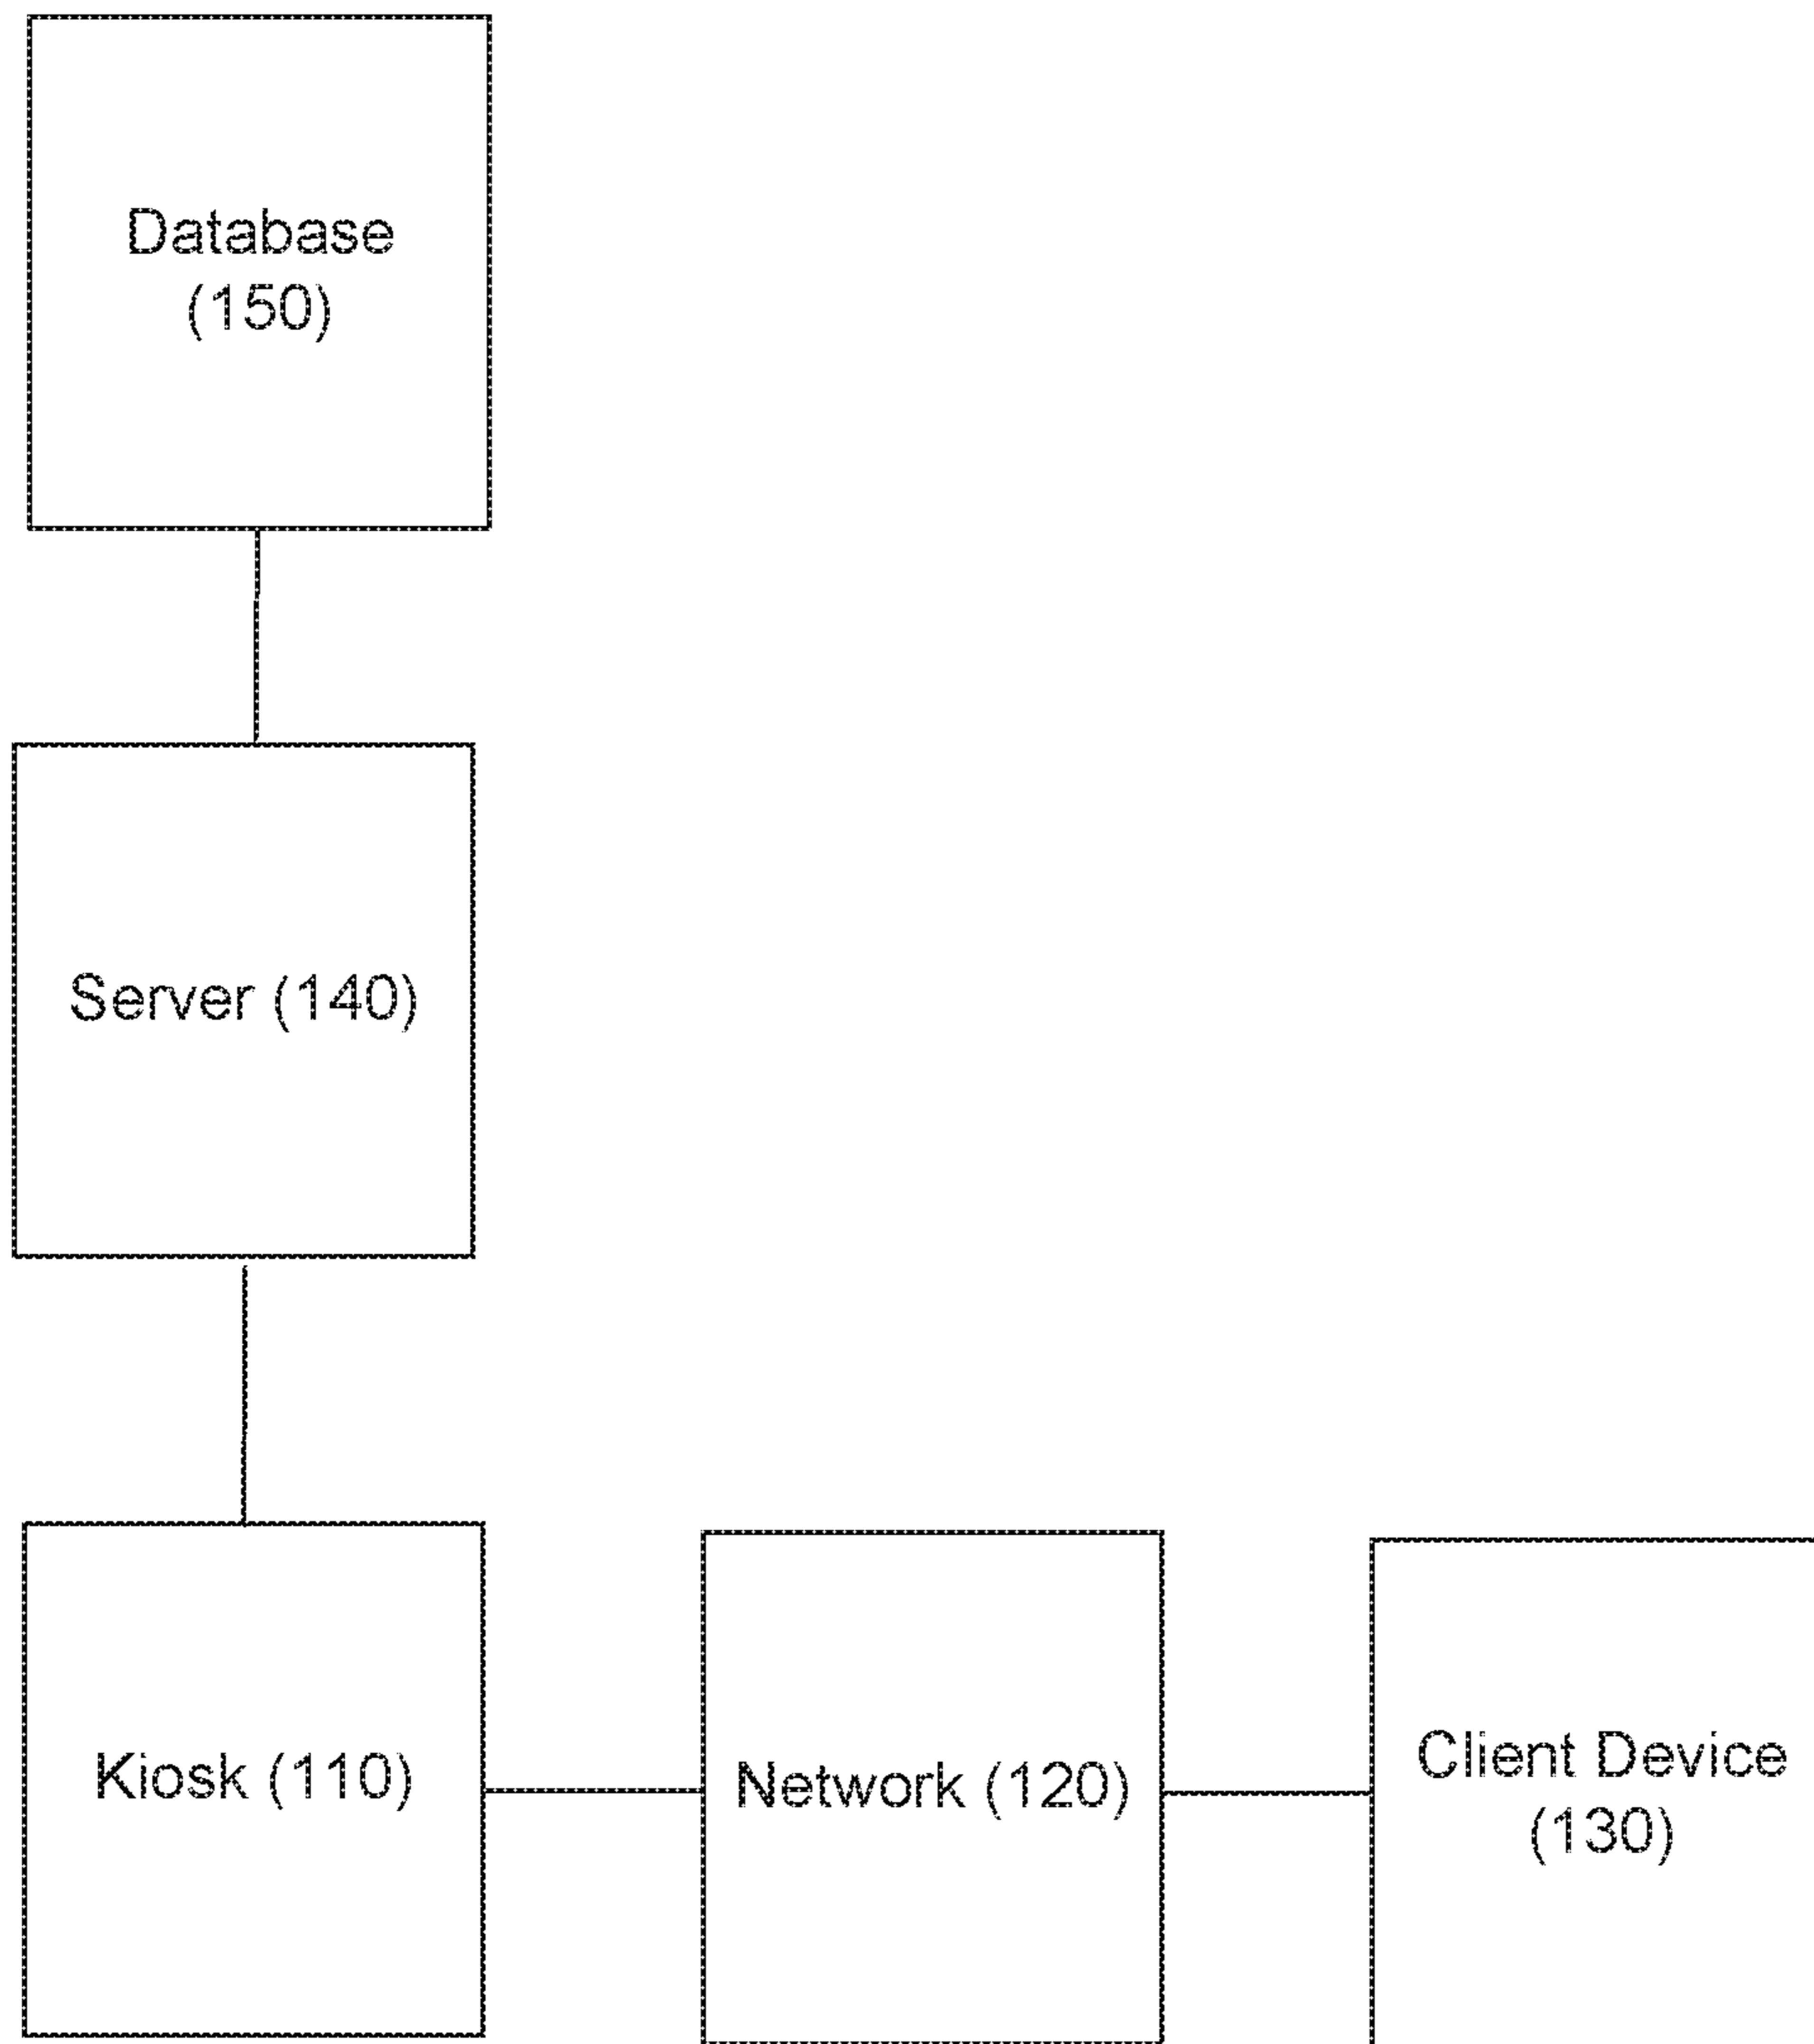 Database
(150)
Server (140)
Kiosk (110)
Network (120)
Client Device
(130)